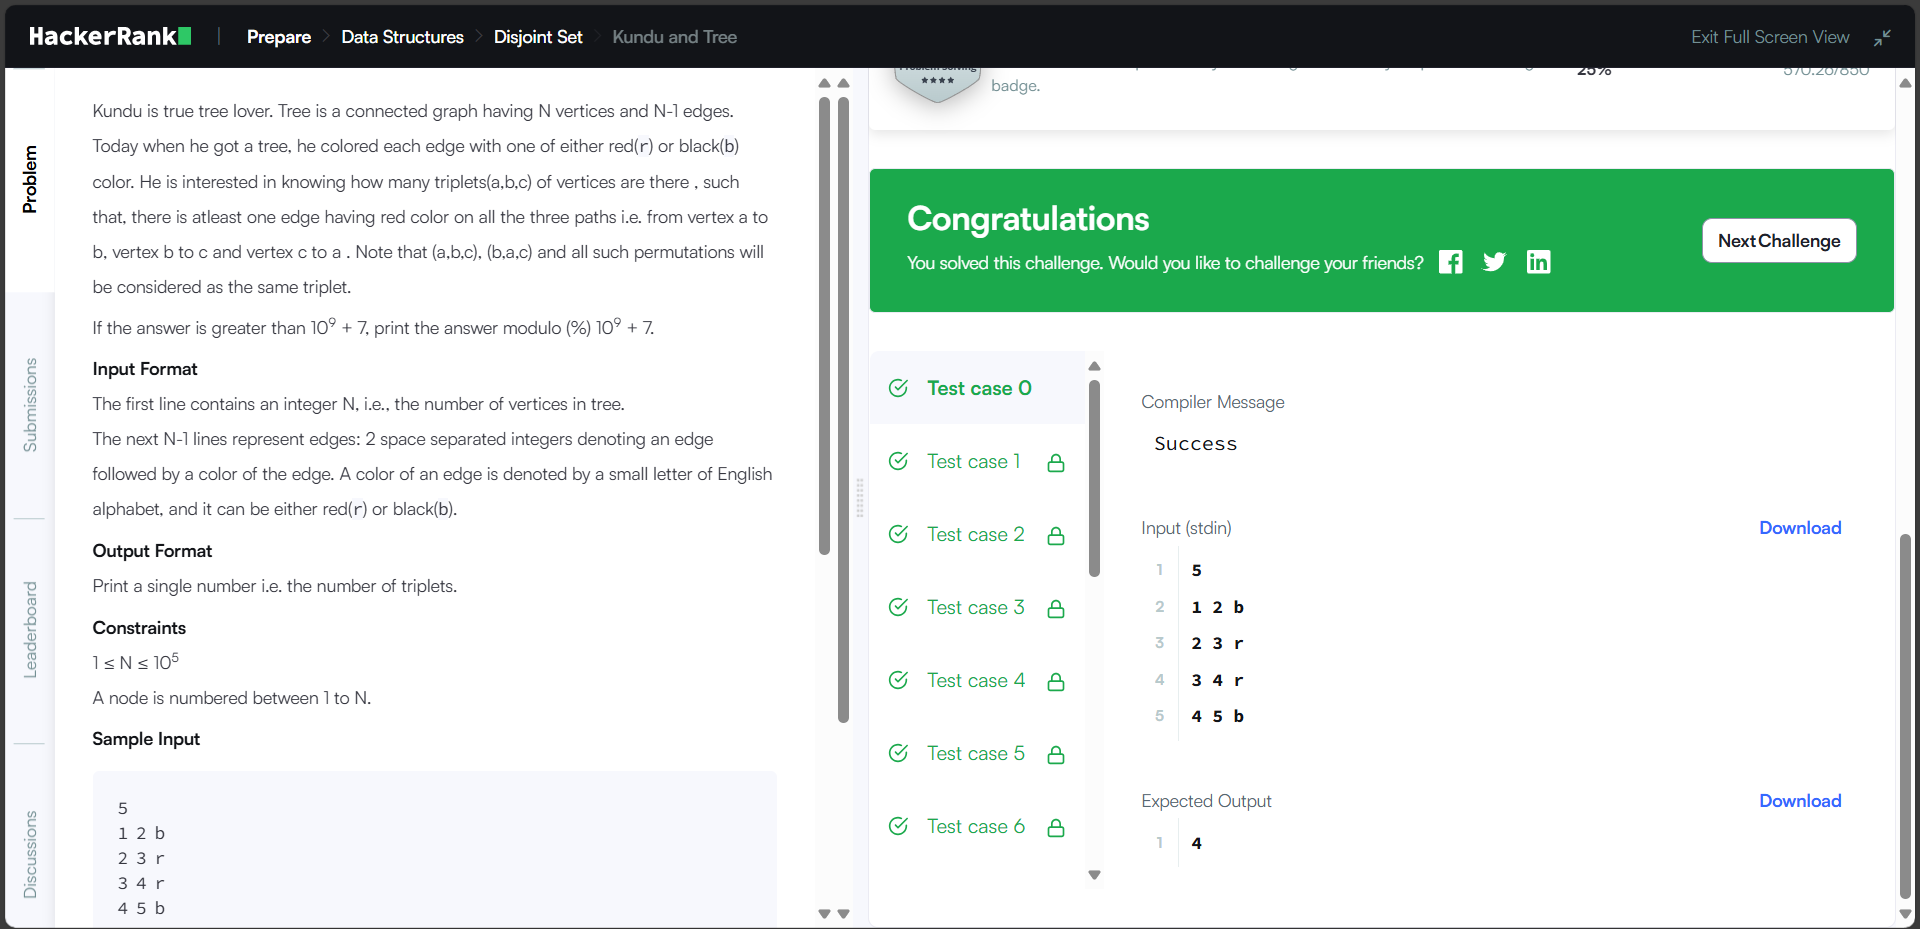 HackerRank
Prepare
Data Structures
Disjoint Set
Kundu and Tree
Exit Full Screen View
Problem
Submissions
Leaderboard
Discussions
Kundu is true tree lover. Tree is a connected graph having N vertices and N-1 edges.
Today when he got a tree, he colored each edge with one of either red(r) or black(b)
color. He is interested in knowing how many triplets(a,b,c) of vertices are there , such
that, there is atleast one edge having red color on all the three paths i.e. from vertex a to
b, vertex b to c and vertex c to a . Note that (a,b,c), (b,a,c) and all such permutations will
be considered as the same triplet.
If the answer is greater than 10⁹ + 7, print the answer modulo (%) 10⁹ + 7.
Input Format
The first line contains an integer N, i.e., the number of vertices in tree.
The next N-1 lines represent edges: 2 space separated integers denoting an edge
followed by a color of the edge. A color of an edge is denoted by a small letter of English
alphabet, and it can be either red(r) or black(b).
Output Format
Print a single number i.e. the number of triplets.
Constraints
1 ≤ N ≤ 10⁵
A node is numbered between 1 to N.
Sample Input
5
1 2 b
2 3 r
3 4 r
4 5 b
badge.
25%
570.26/850
Congratulations
You solved this challenge. Would you like to challenge your friends?
Next Challenge
Test case 0
Test case 1
Test case 2
Test case 3
Test case 4
Test case 5
Test case 6
Compiler Message
Success
Input (stdin)
Download
1 5
2 1 2 b
3 2 3 r
4 3 4 r
5 4 5 b
Expected Output
Download
1 4